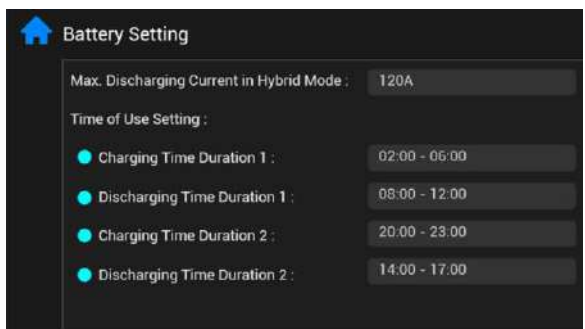 Battery Setting
Max. Discharging Current in Hybrid Mode : 120A
Time of Use Setting :
Charging Time Duration 1 : 02:00 - 06:00
Discharging Time Duration 1 : 08:00 - 12:00
Charging Time Duration 2 : 20:00 - 23:00
Discharging Time Duration 2 : 14:00 - 17:00